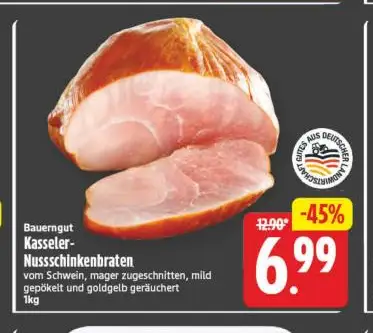 GUTES AUS DEUTSCHER LANDWIRTSCHAFT
Bauerngut
Kasseler-
Nussschinkenbraten
vom Schwein, mager zugeschnitten, mild
gepökelt und goldgelb geräuchert
1kg
-45%
12.90*
6.99